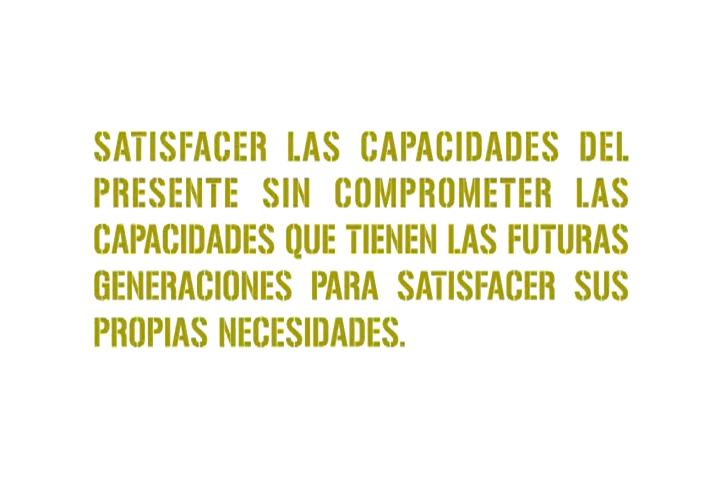 SATISFACER LAS CAPACIDADES DEL
PRESENTE SIN COMPROMETER LAS
CAPACIDADES QUE TIENEN LAS FUTURAS
GENERACIONES PARA SATISFACER SUS
PROPIAS NECESIDADES.